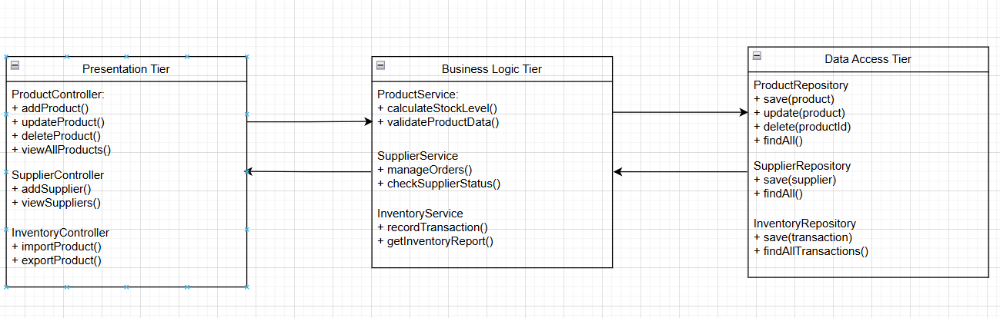 Presentation Tier
ProductController:
+ addProduct()
+ updateProduct()
+ deleteProduct()
+ viewAllProducts()
SupplierController
+ addSupplier()
+ viewSuppliers()
InventoryController
+ importProduct()
+ exportProduct()
Business Logic Tier
ProductService:
+ calculateStockLevel()
+ validateProductData()
SupplierService
+ manageOrders()
+ checkSupplierStatus()
InventoryService
+ recordTransaction()
+ getInventoryReport()
Data Access Tier
ProductRepository
+ save(product)
+ update(product)
+ delete(productId)
+ findAll()
SupplierRepository
+ save(supplier)
+ findAll()
InventoryRepository
+ save(transaction)
+ findAllTransactions()